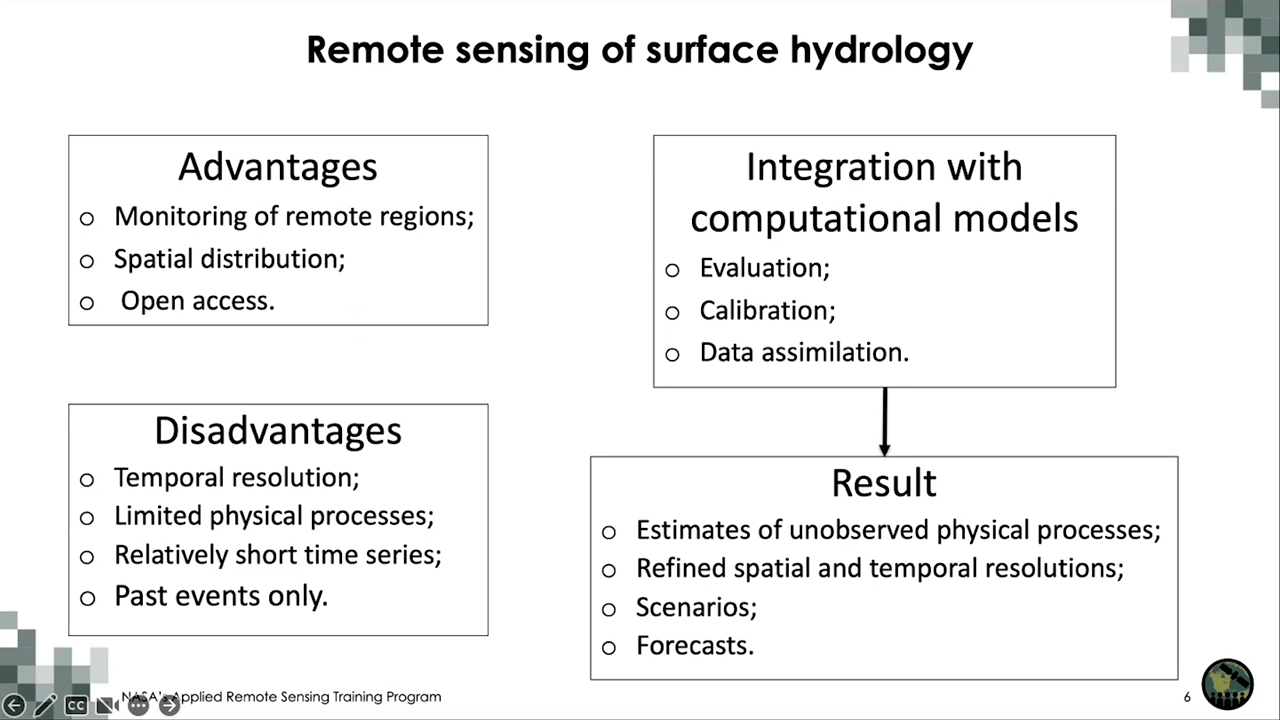 Remote sensing of surface hydrology
Advantages
o Monitoring of remote regions;
o Spatial distribution;
o Open access.
Disadvantages
o Temporal resolution;
o Limited physical processes;
o Relatively short time series;
o Past events only.
Integration with
computational models
o Evaluation;
o Calibration;
o Data assimilation.
Result
o Estimates of unobserved physical processes;
o Refined spatial and temporal resolutions;
o Scenarios;
o Forecasts.
CC
NASA's Applied Remote Sensing Training Program
6